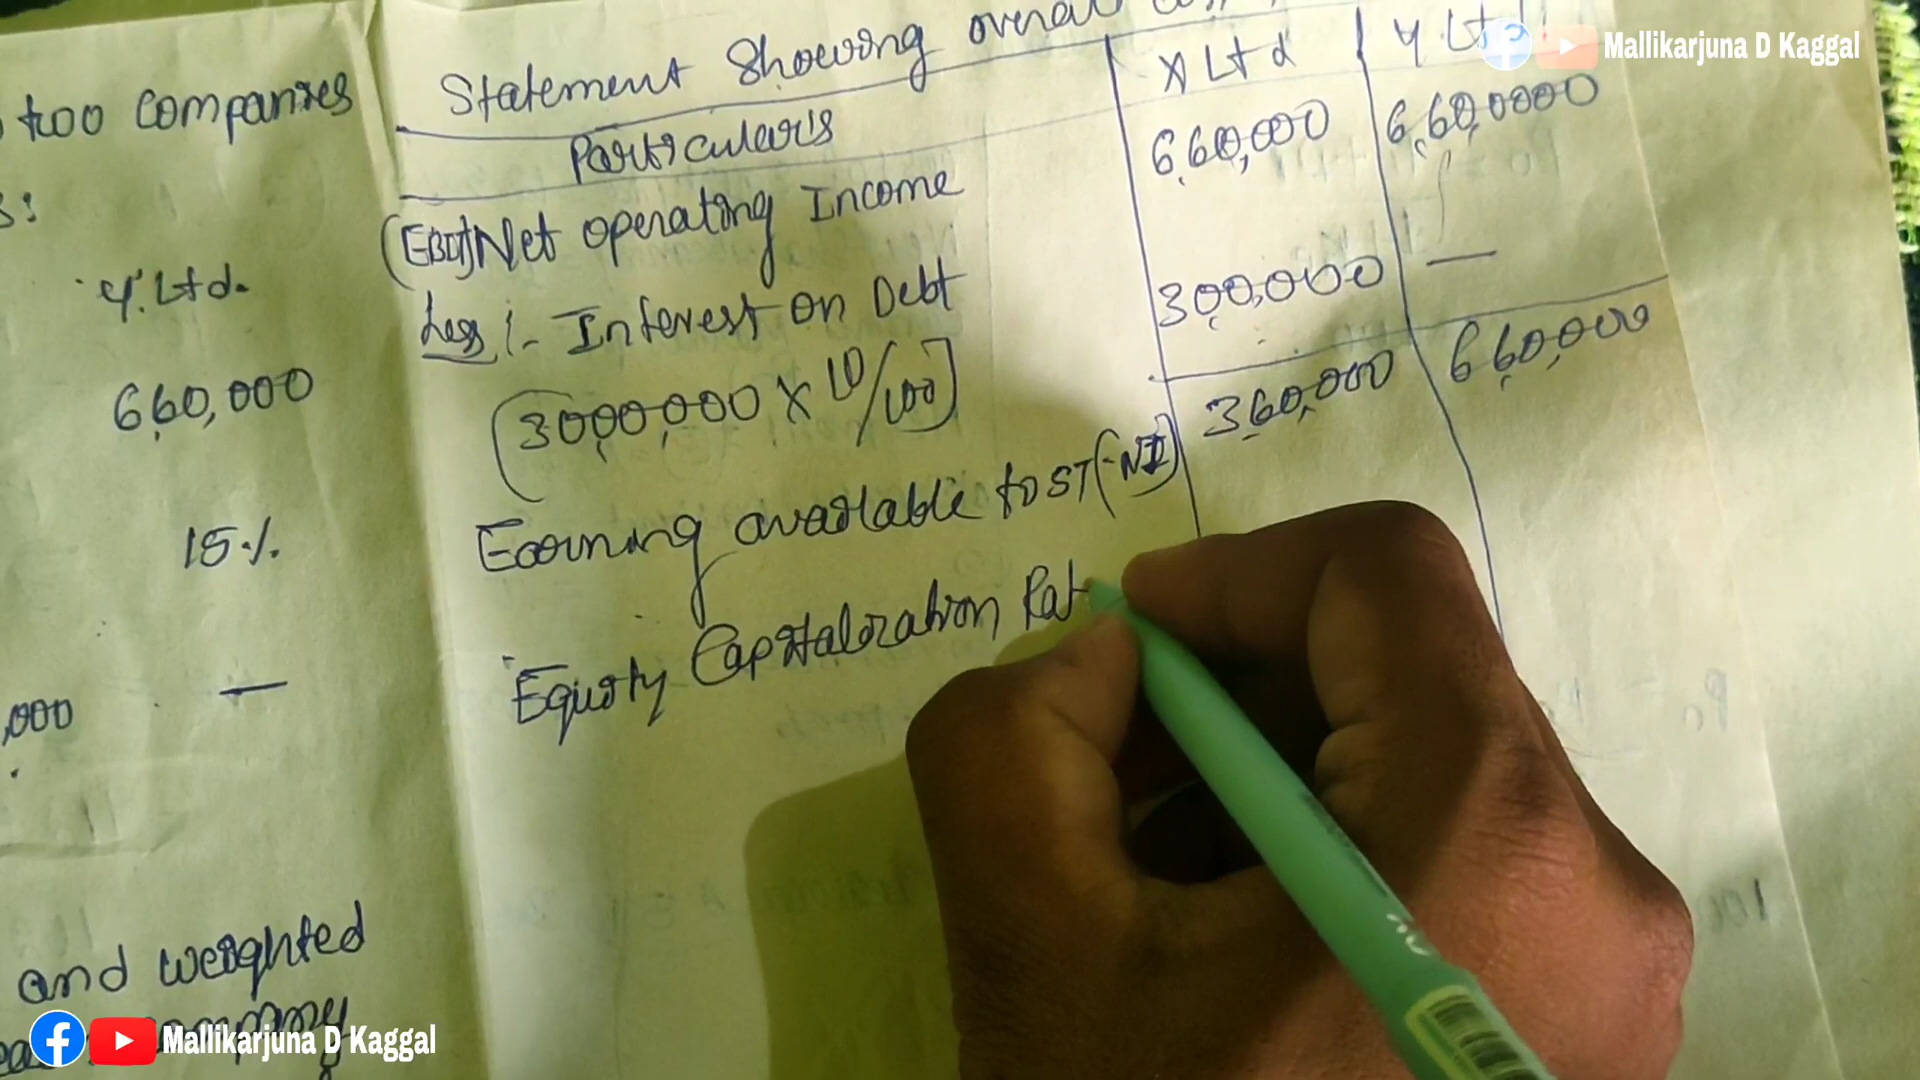 two companies
Y. Ltd.
660,000
15%
—
,000
and weighted
company
Statement Showing overall
Particulars
X Ltd
Y Ltd
(EBIT) Net operating Income
6,60,000
6,60,0000
Less :- Interest on Debt
300,000
—
(3000,000 x 10/100)
Earning available to ST (-NI)
360,000
660,000
Equity Capitalization Rat
Mallikarjuna D Kaggal
Mallikarjuna D Kaggal